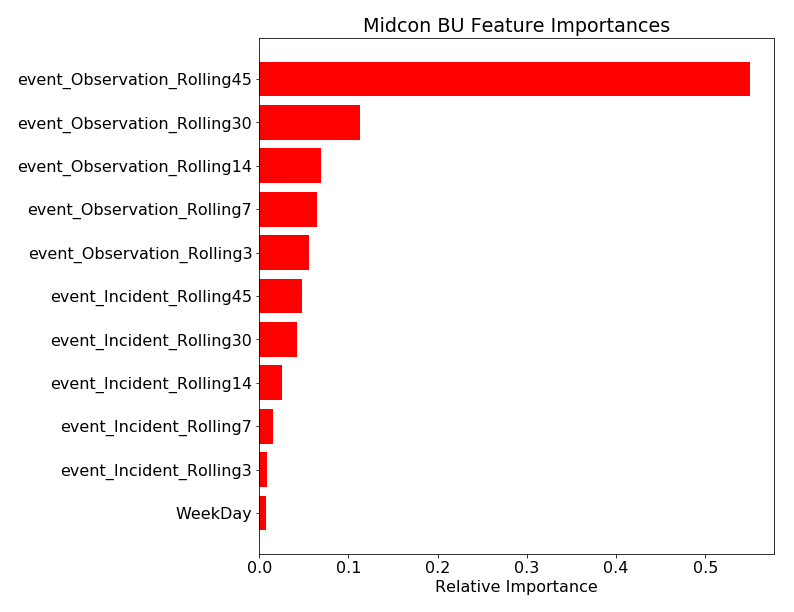 Midcon BU Feature Importances
event_Observation_Rolling45
event_Observation_Rolling30
event_Observation_Rolling14
event_Observation_Rolling7
event_Observation_Rolling3
event_Incident_Rolling45
event_Incident_Rolling30
event_Incident_Rolling14
event_Incident_Rolling7
event_Incident_Rolling3
WeekDay
0.0 0.1 0.2 0.3 0.4 0.5
Relative Importance